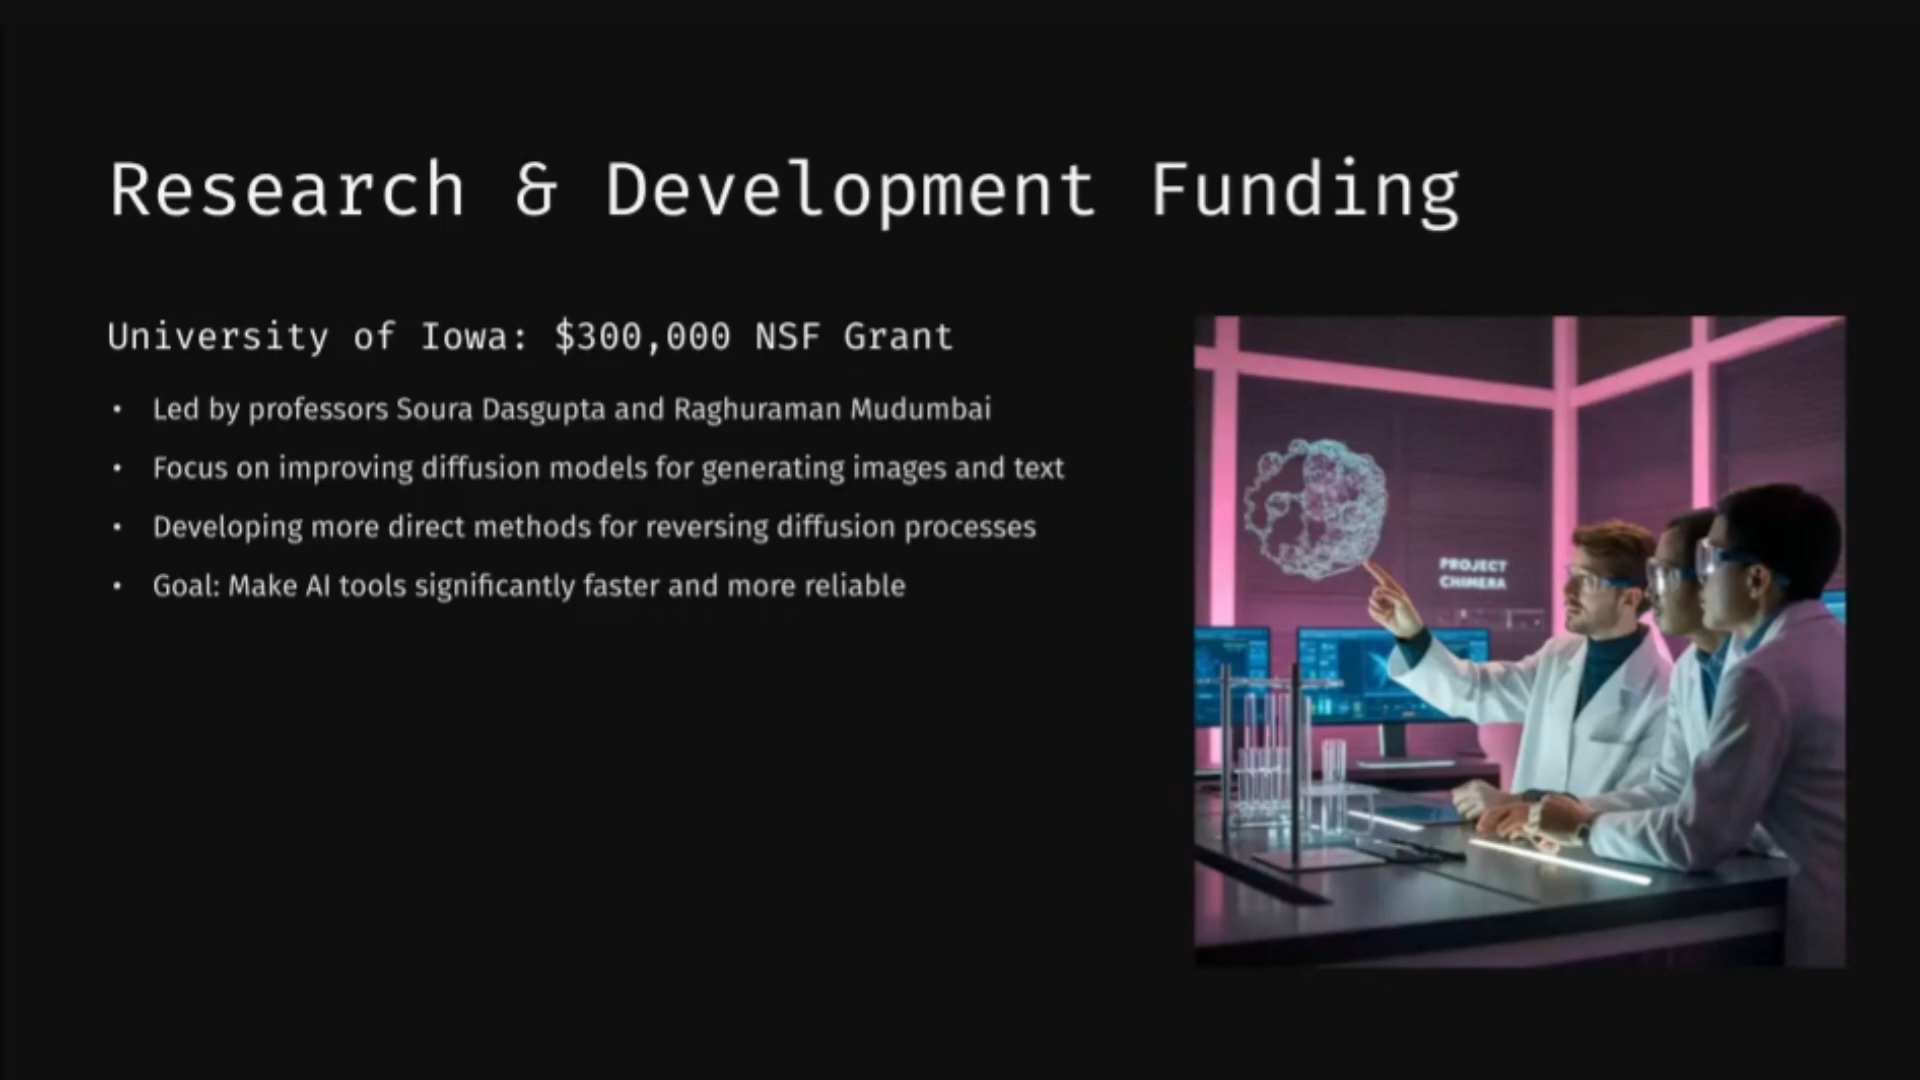 Research & Development Funding
University of Iowa: $300,000 NSF Grant
• Led by professors Soura Dasgupta and Raghuraman Mudumbai
• Focus on improving diffusion models for generating images and text
• Developing more direct methods for reversing diffusion processes
• Goal: Make AI tools significantly faster and more reliable
PROJECT
CHIMERA